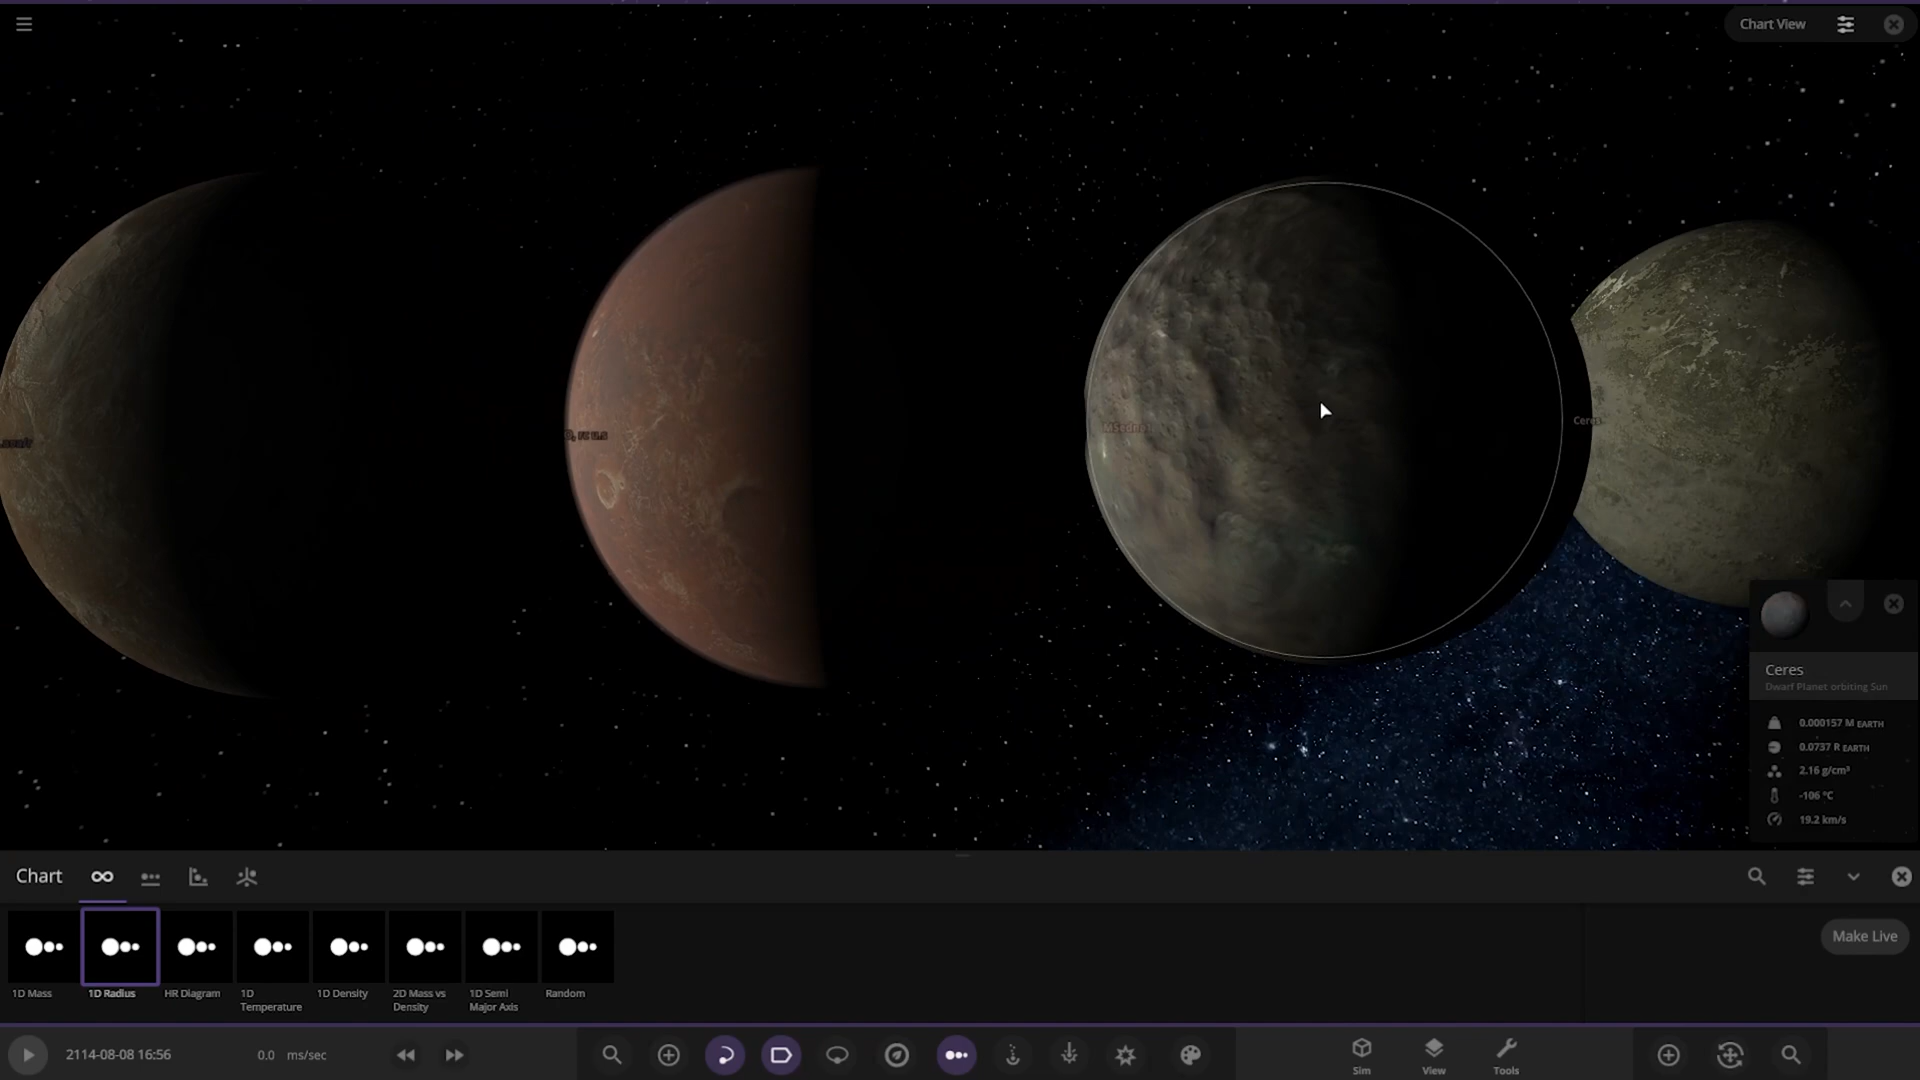 Chart View
Ceres
Ceres
Dwarf Planet orbiting Sun
0.000157 M EARTH
0.0737 R EARTH
2.16 g/cm³
-106 °C
19.2 km/s
Chart
Make Live
1D Mass
1D Radius
HR Diagram
1D
Temperature
1D Density
2D Mass vs
Density
1D Semi
Major Axis
Random
2114-08-08 16:56
0.0 ms/sec
Sim
View
Tools